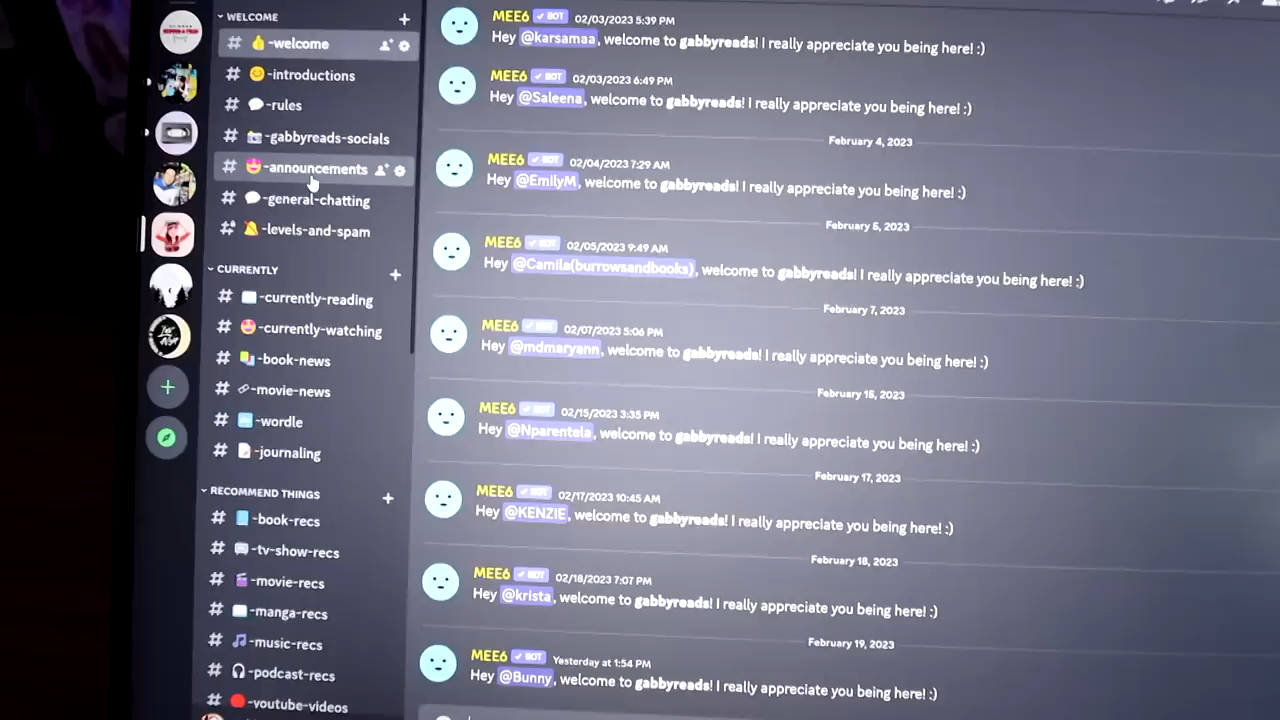 WELCOME
-welcome
-introductions
-rules
-gabbyreads-socials
-announcements
-general-chatting
-levels-and-spam
CURRENTLY
-currently-reading
-currently-watching
-book-news
-movie-news
-wordle
-journaling
RECOMMEND THINGS
-book-recs
-tv-show-recs
-movie-recs
-manga-recs
-music-recs
-podcast-recs
-youtube-videos
MEE6 ✓ BOT 02/03/2023 5:39 PM
Hey @karsamaa, welcome to gabbyreads! I really appreciate you being here! :)
MEE6 ✓ BOT 02/03/2023 6:49 PM
Hey @Saleena, welcome to gabbyreads! I really appreciate you being here! :)
February 4, 2023
MEE6 ✓ BOT 02/04/2023 7:29 AM
Hey @EmilyM, welcome to gabbyreads! I really appreciate you being here! :)
February 5, 2023
MEE6 ✓ BOT 02/05/2023 9:49 AM
Hey @Camila(burrowsandbooks), welcome to gabbyreads! I really appreciate you being here! :)
February 7, 2023
MEE6 ✓ BOT 02/07/2023 5:06 PM
Hey @mdmaryann, welcome to gabbyreads! I really appreciate you being here! :)
February 15, 2023
MEE6 ✓ BOT 02/15/2023 3:35 PM
Hey @Nparentela, welcome to gabbyreads! I really appreciate you being here! :)
February 17, 2023
MEE6 ✓ BOT 02/17/2023 10:45 AM
Hey @KENZIE, welcome to gabbyreads! I really appreciate you being here! :)
February 18, 2023
MEE6 ✓ BOT 02/18/2023 7:07 PM
Hey @krista, welcome to gabbyreads! I really appreciate you being here! :)
February 19, 2023
MEE6 ✓ BOT Yesterday at 1:54 PM
Hey @Bunny, welcome to gabbyreads! I really appreciate you being here! :)